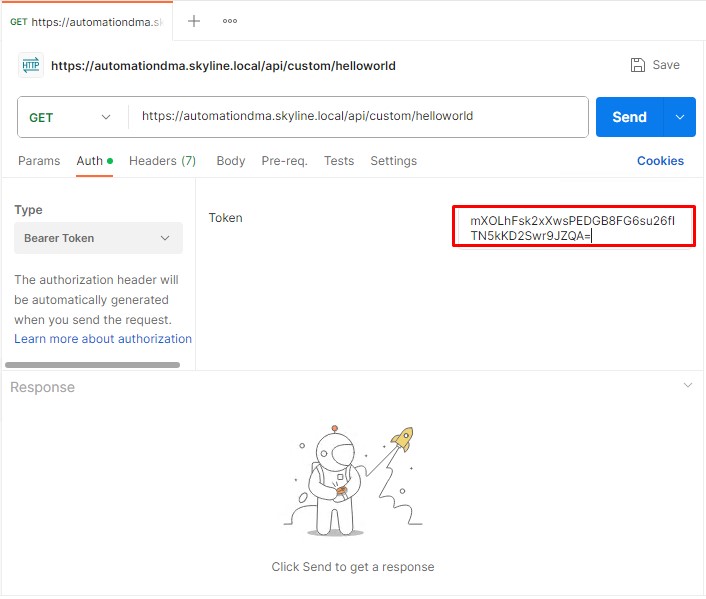 GET https://automationdma.sk
HTTP https://automationdma.skyline.local/api/custom/helloworld
Save
GET https://automationdma.skyline.local/api/custom/helloworld
Send
Params Auth Headers (7) Body Pre-req. Tests Settings Cookies
Type
Bearer Token
The authorization header will
be automatically generated
when you send the request.
Learn more about authorization
Token
mXOLhFsk2xXwsPEDGB8FG6su26fI
TN5kKD2Swr9JZQA=
Response
Click Send to get a response